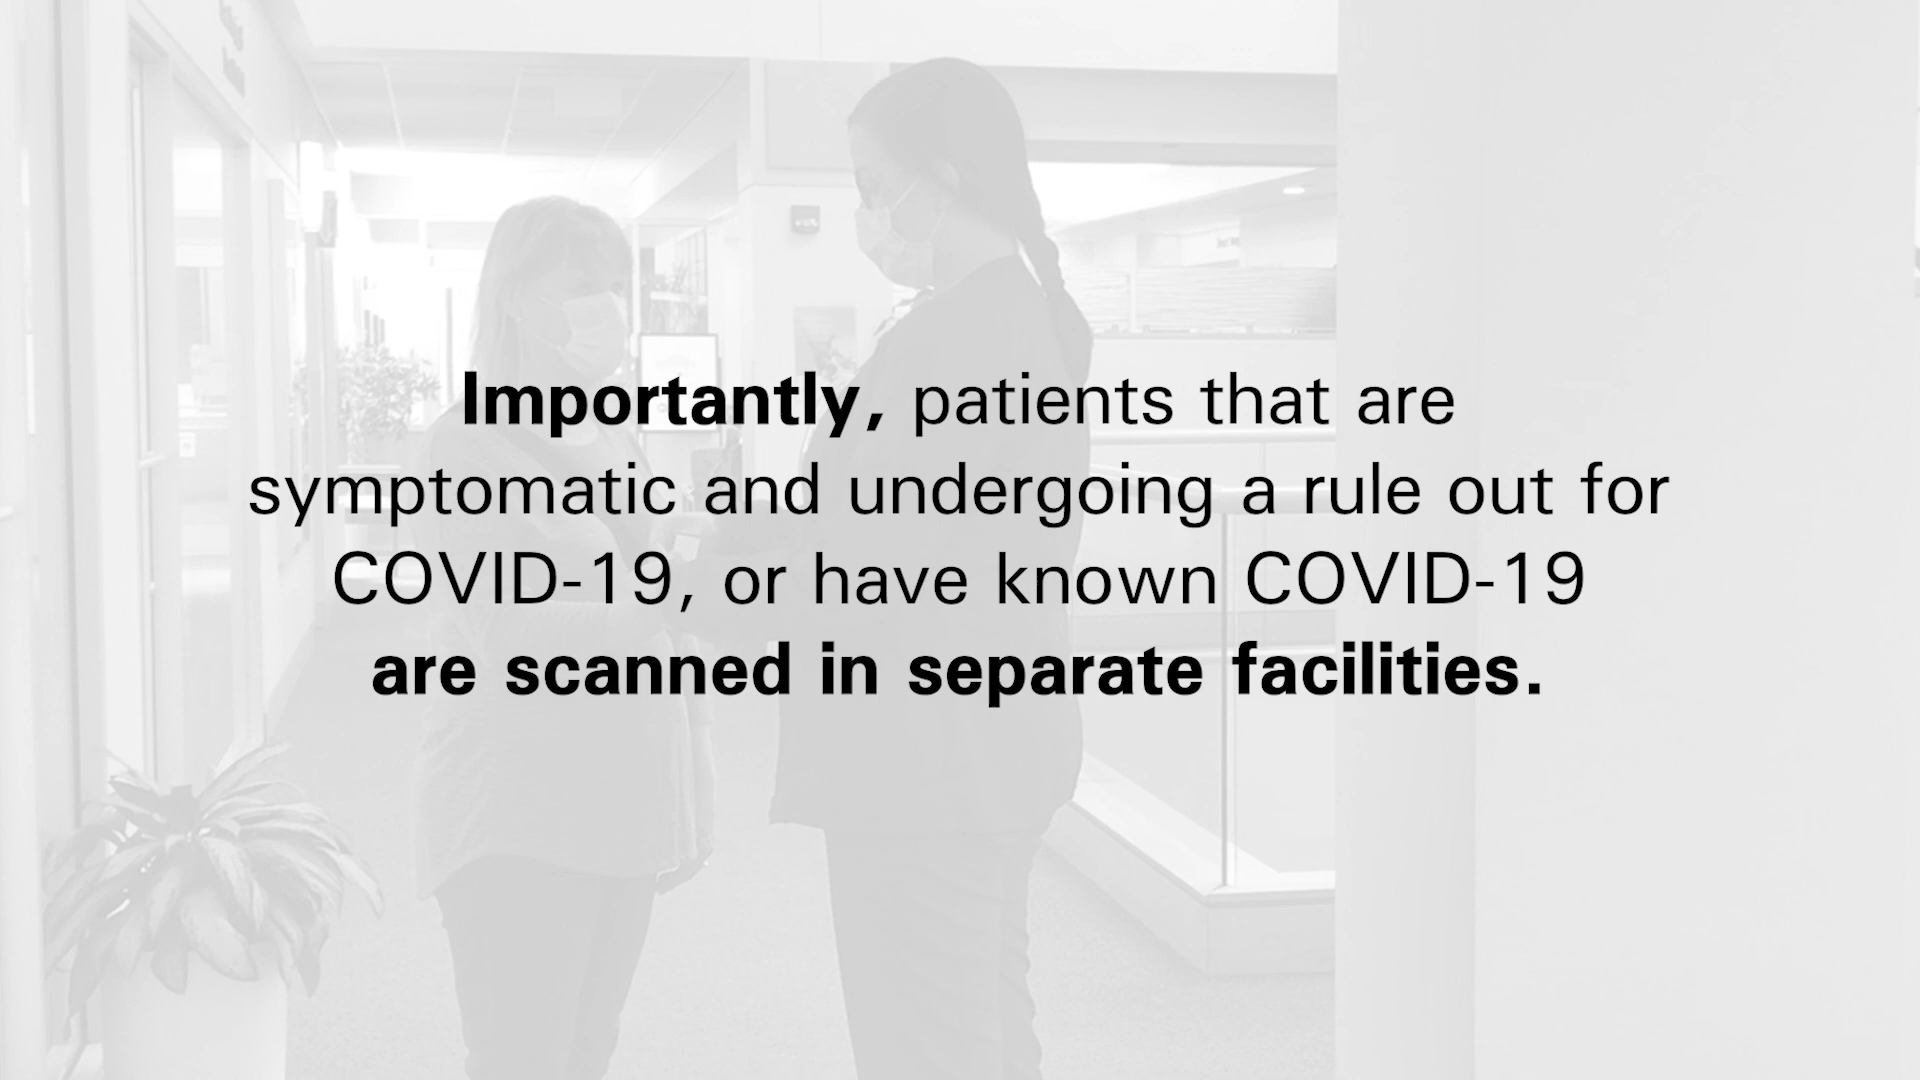 Importantly, patients that are
symptomatic and undergoing a rule out for
COVID-19, or have known COVID-19
are scanned in separate facilities.